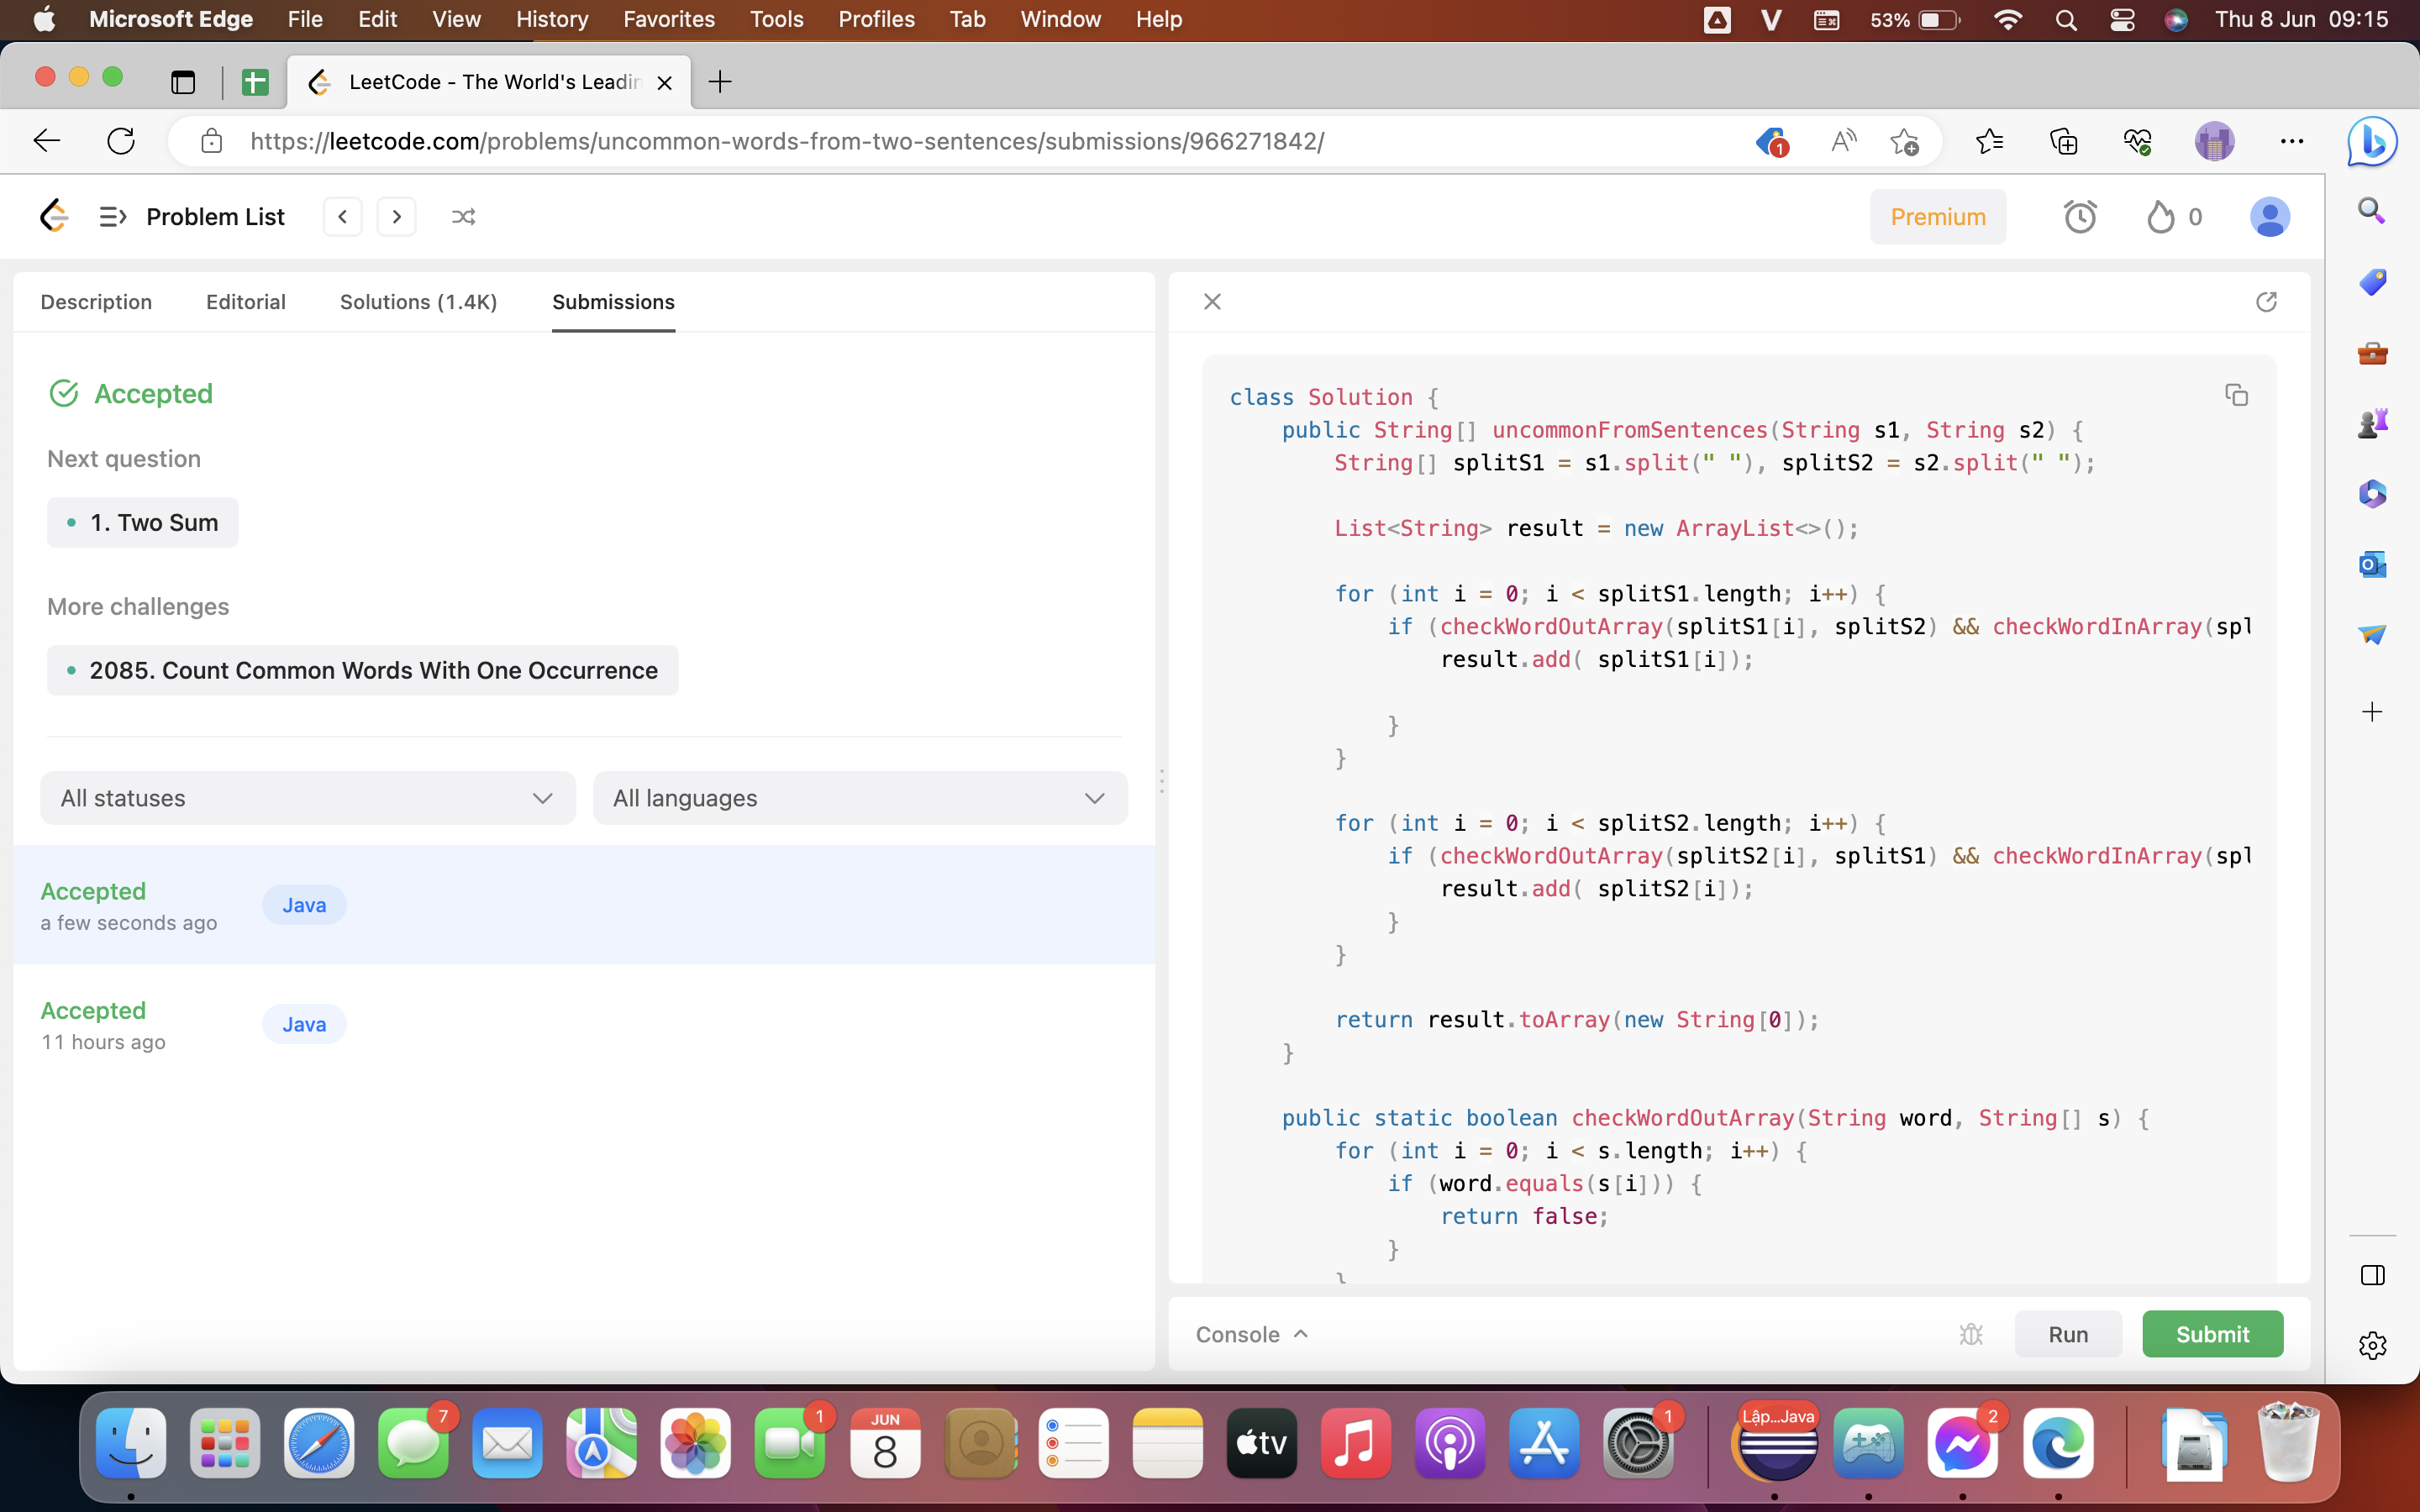 Microsoft Edge File Edit View History Favorites Tools Profiles Tab Window Help 53% Thu 8 Jun 09:15
LeetCode - The World's Leadin
https://leetcode.com/problems/uncommon-words-from-two-sentences/submissions/966271842/
1
Problem List
Premium
0
Description Editorial Solutions (1.4K) Submissions
Accepted
Next question
1. Two Sum
More challenges
2085. Count Common Words With One Occurrence
All statuses All languages
Accepted
a few seconds ago
Java
Accepted
11 hours ago
Java
class Solution {
public String[] uncommonFromSentences(String s1, String s2) {
String[] splitS1 = s1.split(" "), splitS2 = s2.split(" ");
List<String> result = new ArrayList<>();
for (int i = 0; i < splitS1.length; i++) {
if (checkWordOutArray(splitS1[i], splitS2) && checkWordInArray(spl
result.add( splitS1[i]);
}
}
for (int i = 0; i < splitS2.length; i++) {
if (checkWordOutArray(splitS2[i], splitS1) && checkWordInArray(spl
result.add( splitS2[i]);
}
}
return result.toArray(new String[0]);
}
public static boolean checkWordOutArray(String word, String[] s) {
for (int i = 0; i < s.length; i++) {
if (word.equals(s[i])) {
return false;
}
}
Console
Run
Submit
7
1
JUN
8
tv
1
Lập...Java
2